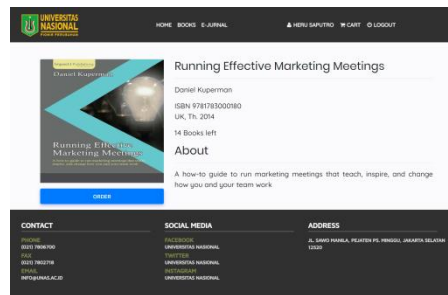 UNIVERSITAS
NASIONAL
HOME BOOKS E-JURNAL
HERU SAPUTRO CART LOGOUT
Daniel Kuperman
Running Effective
Marketing Meetings
ORDER
Running Effective Marketing Meetings
Daniel Kuperman
ISBN 9781783000180
UK, Th. 2014
14 Books left
About
A how-to guide to run marketing meetings that teach, inspire, and change
how you and your team work
CONTACT
PHONE
(021) 7806700
FAX
(021) 7802718
EMAIL
INFO@UNAS.AC.ID
SOCIAL MEDIA
FACEBOOK
UNIVERSITAS NASIONAL
TWITTER
UNIVERSITAS NASIONAL
INSTAGRAM
UNIVERSITAS NASIONAL
ADDRESS
JL. SAWO MANILA, PEJATEN PS. MINGGU, JAKARTA SELATAN
12520